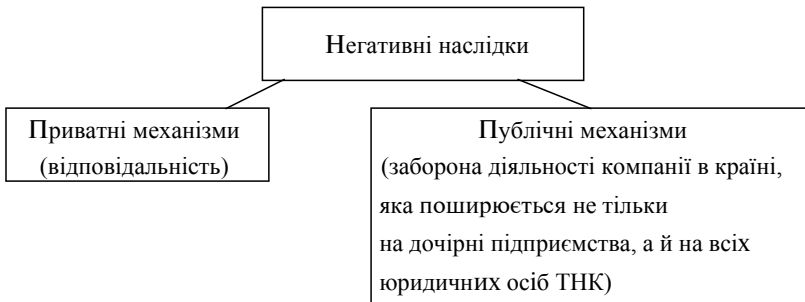 Негативні наслідки
Приватні механізми
(відповідальність)
Публічні механізми
(заборона діяльності компанії в країні,
яка поширюється не тільки
на дочірні підприємства, а й на всіх
юридичних осіб ТНК)